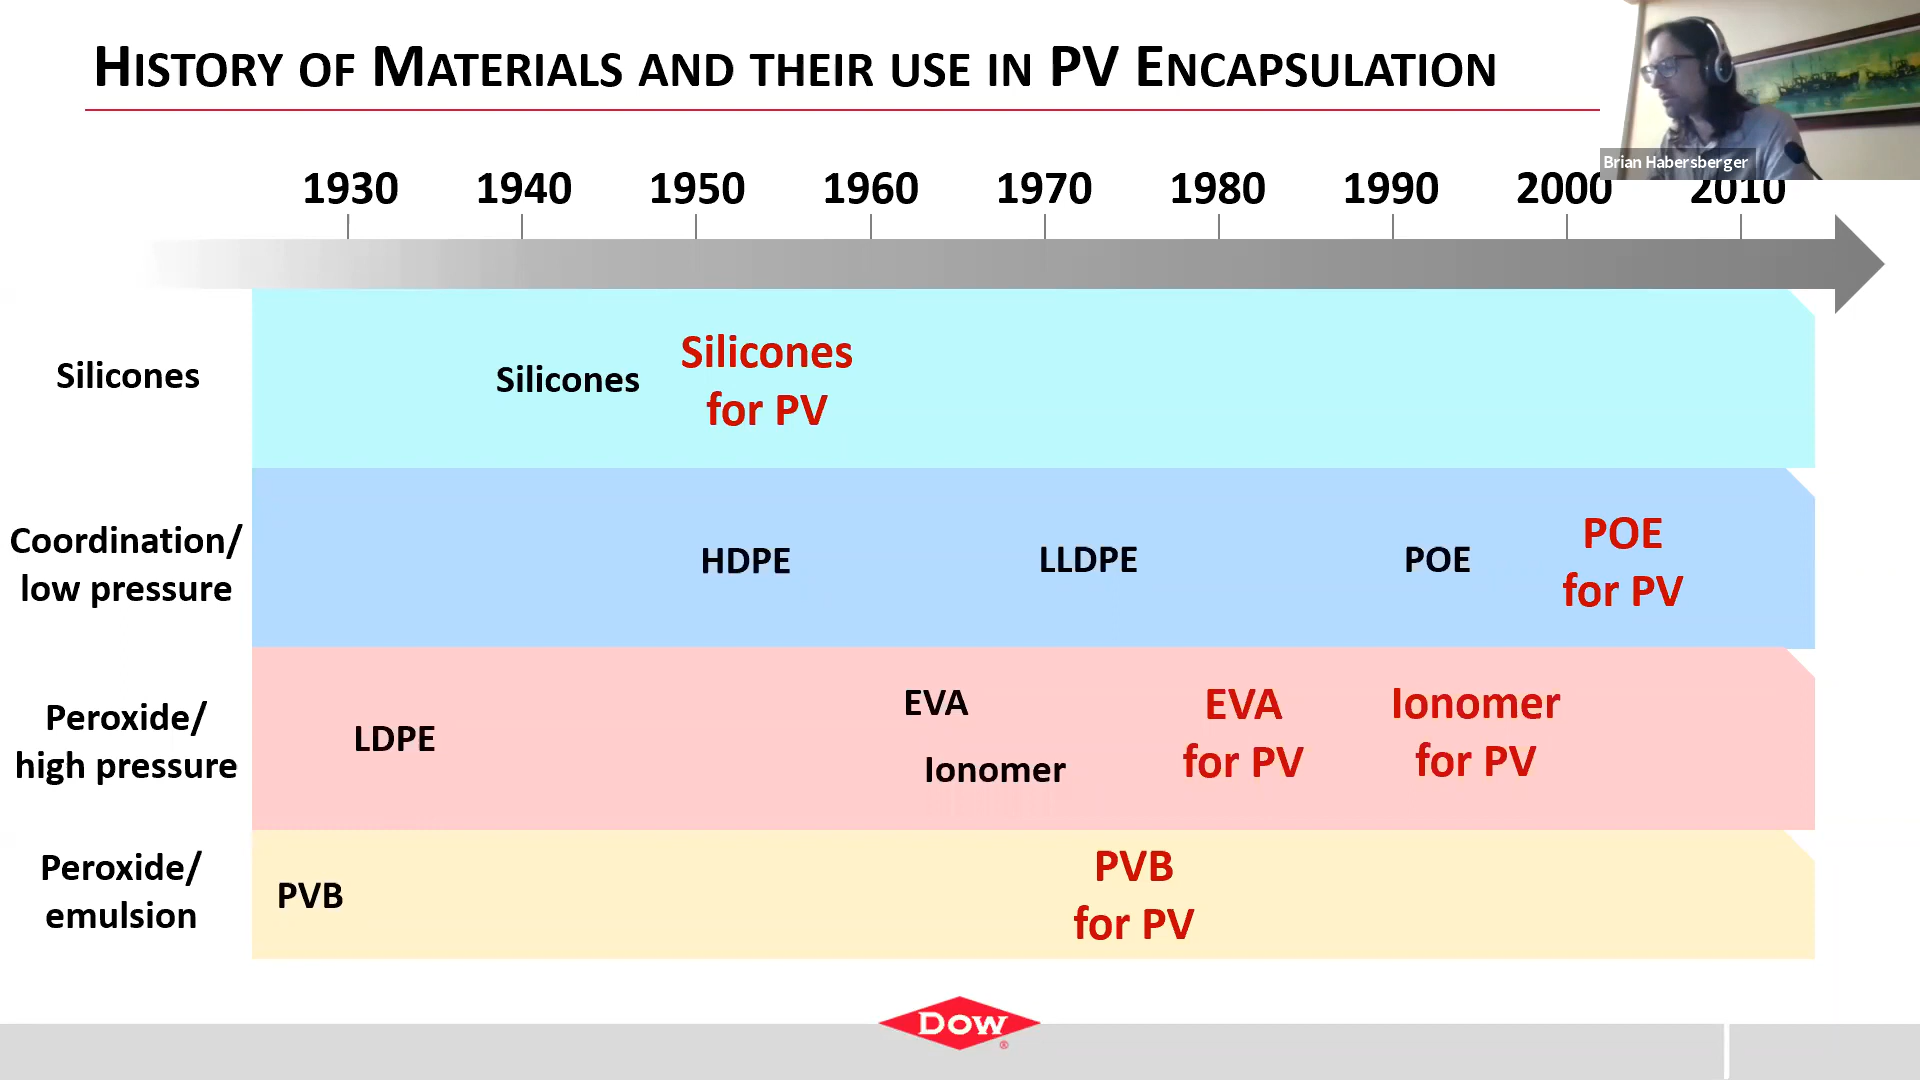 HISTORY OF MATERIALS AND THEIR USE IN PV ENCAPSULATION
Brian Habersberger
1930 1940 1950 1960 1970 1980 1990 2000 2010
Silicones
Silicones
Silicones
for PV
Coordination/
low pressure
HDPE
LLDPE
POE
POE
for PV
Peroxide/
high pressure
LDPE
EVA
Ionomer
EVA
for PV
Ionomer
for PV
Peroxide/
emulsion
PVB
PVB
for PV
DOW
®